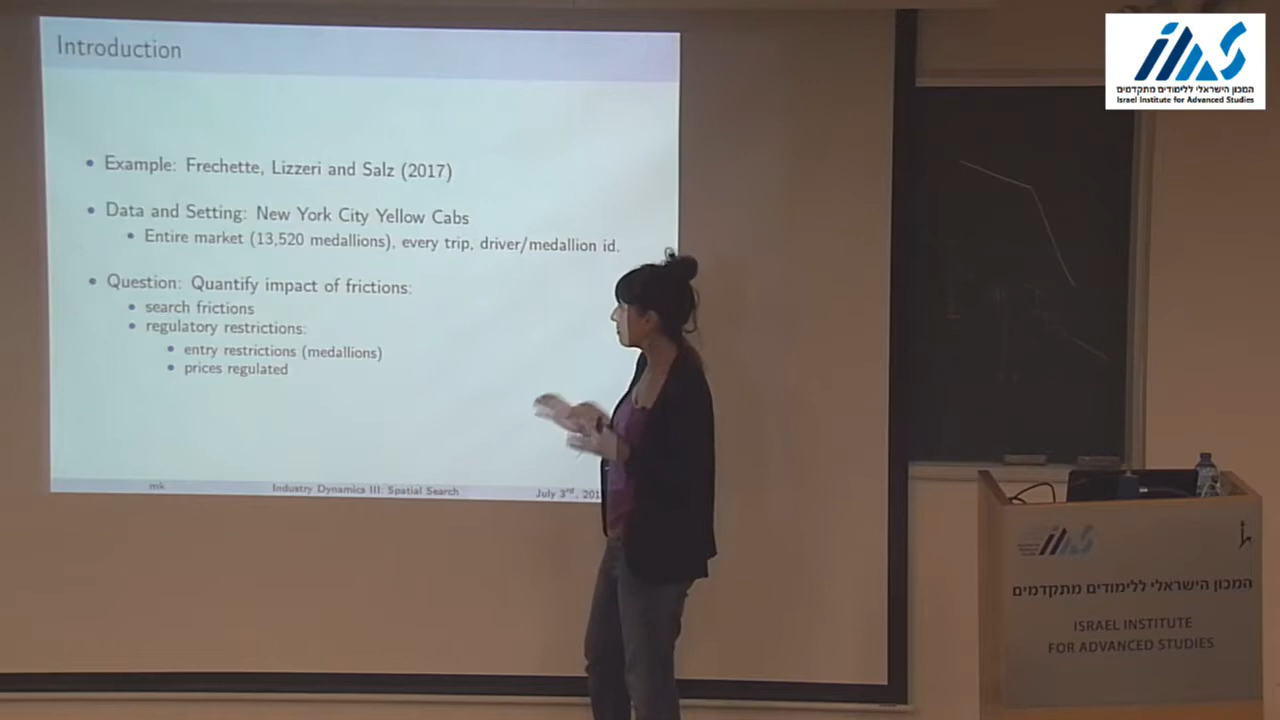 Introduction
• Example: Frechette, Lizzeri and Salz (2017)
• Data and Setting: New York City Yellow Cabs
• Entire market (13,520 medallions), every trip, driver/medallion id.
• Question: Quantify impact of frictions:
• search frictions
• regulatory restrictions:
• entry restrictions (medallions)
• prices regulated
mk
Industry Dynamics III: Spatial Search
July 3rd, 201
המכון הישראלי ללימודים מתקדמים
Israel Institute for Advanced Studies
המכון הישראלי ללימודים מתקדמים
ISRAEL INSTITUTE
FOR ADVANCED STUDIES